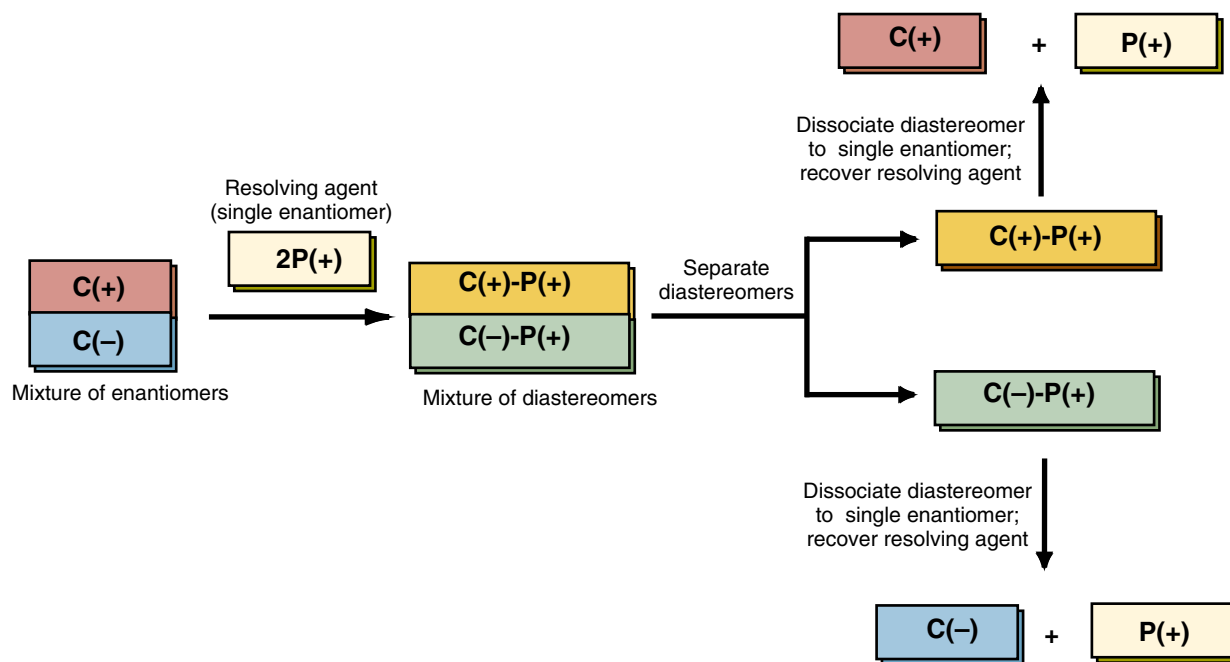 C(+)
+
P(+)
Dissociate diastereomer
to single enantiomer;
recover resolving agent
Resolving agent
(single enantiomer)
2P(+)
C(+)
C(–)
Mixture of enantiomers
C(+)-P(+)
C(–)-P(+)
Mixture of diastereomers
Separate
diastereomers
C(+)-P(+)
C(–)-P(+)
Dissociate diastereomer
to single enantiomer;
recover resolving agent
C(–)
+
P(+)